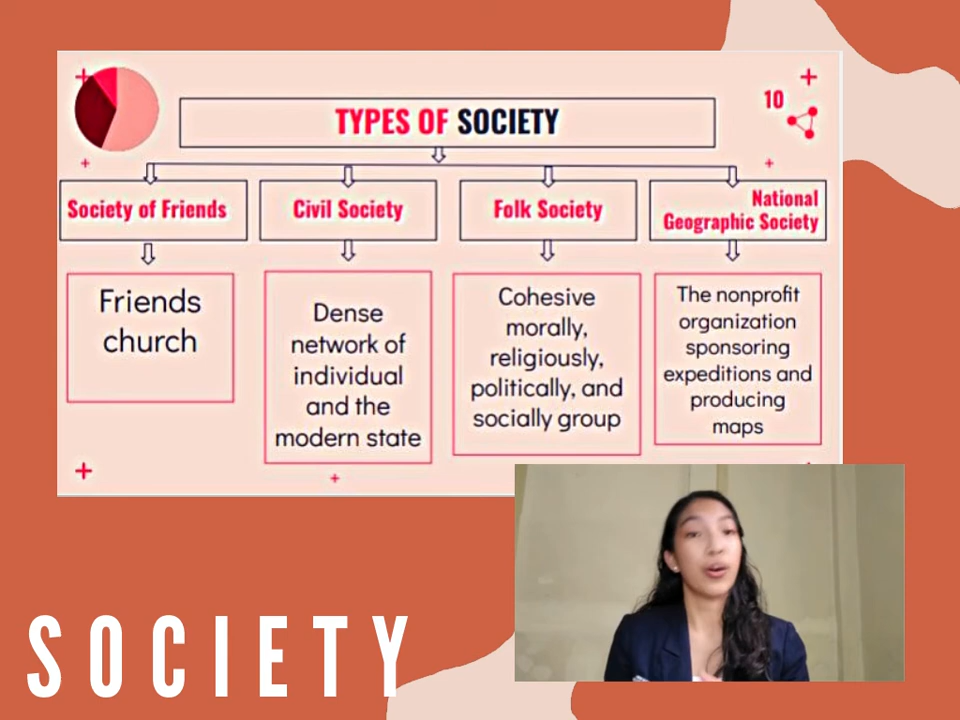 10
TYPES OF SOCIETY
Society of Friends
Civil Society
Folk Society
National
Geographic Society
Friends
church
Dense
network of
individual
and the
modern state
Cohesive
morally,
religiously,
politically, and
socially group
The nonprofit
organization
sponsoring
expeditions and
producing
maps
SOCIETY